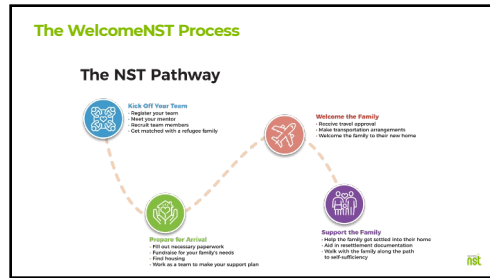 The WelcomeNST Process
The NST Pathway
Kick Off Your Team
- Register your team
- Meet your mentor
- Recruit team members
- Get matched with a refugee family
Welcome the Family
- Receive travel approval
- Make transportation arrangements
- Welcome the family to their new home
Prepare for Arrival
- Fill out necessary paperwork
- Fundraise for your family's needs
- Find housing
- Work as a team to make your support plan
Support the Family
- Help the family get settled into their home
- Aid in resettlement documentation
- Walk with the family along the path
to self-sufficiency
nst